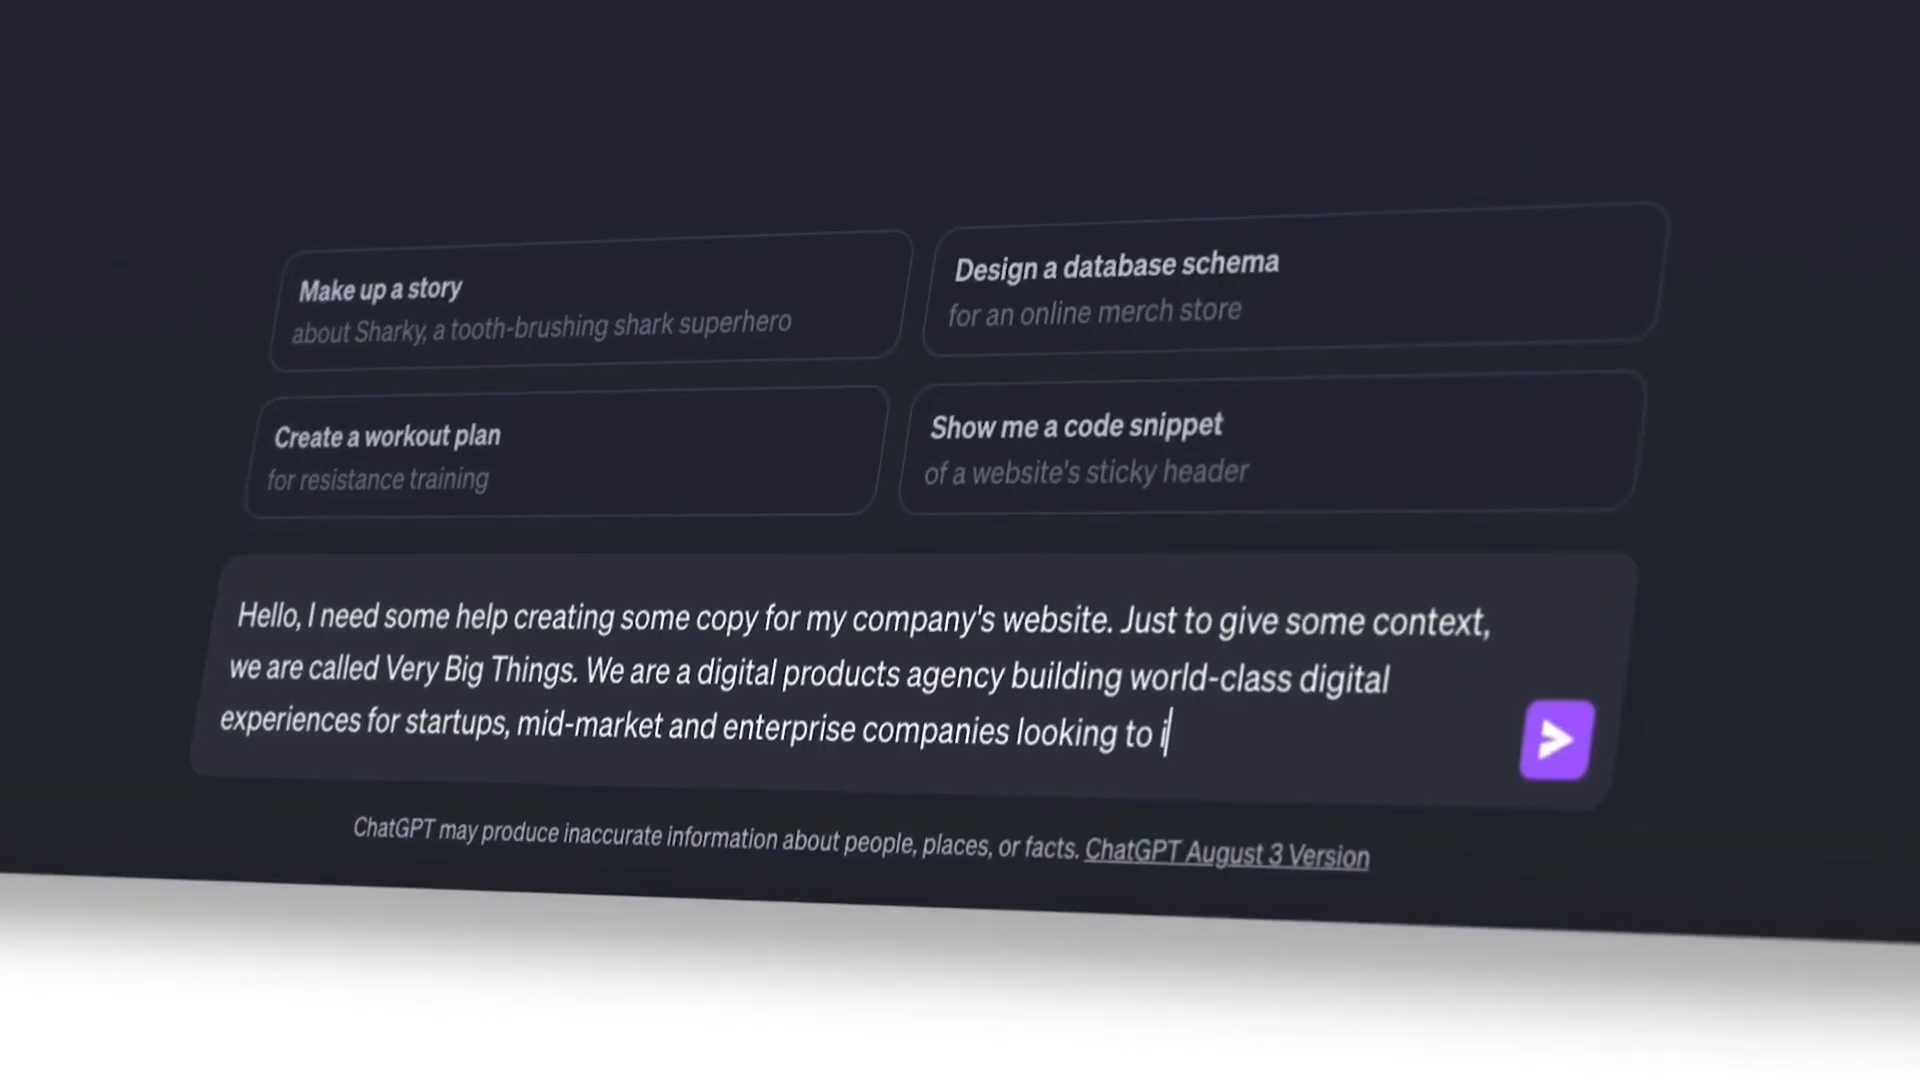 Make up a story
about Sharky, a tooth-brushing shark superhero
Design a database schema
for an online merch store
Create a workout plan
for resistance training
Show me a code snippet
of a website's sticky header
Hello, I need some help creating some copy for my company's website. Just to give some context,
we are called Very Big Things. We are a digital products agency building world-class digital
experiences for startups, mid-market and enterprise companies looking to i
ChatGPT may produce inaccurate information about people, places, or facts. ChatGPT August 3 Version